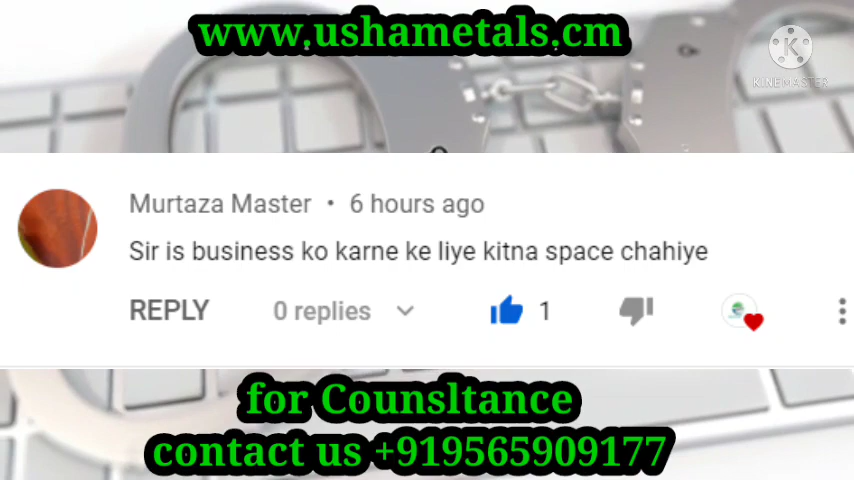 www.ushametals.cm
KINEMASTER
Murtaza Master • 6 hours ago
Sir is business ko karne ke liye kitna space chahiye
REPLY 0 replies 1
for Counsltance
contact us +919565909177